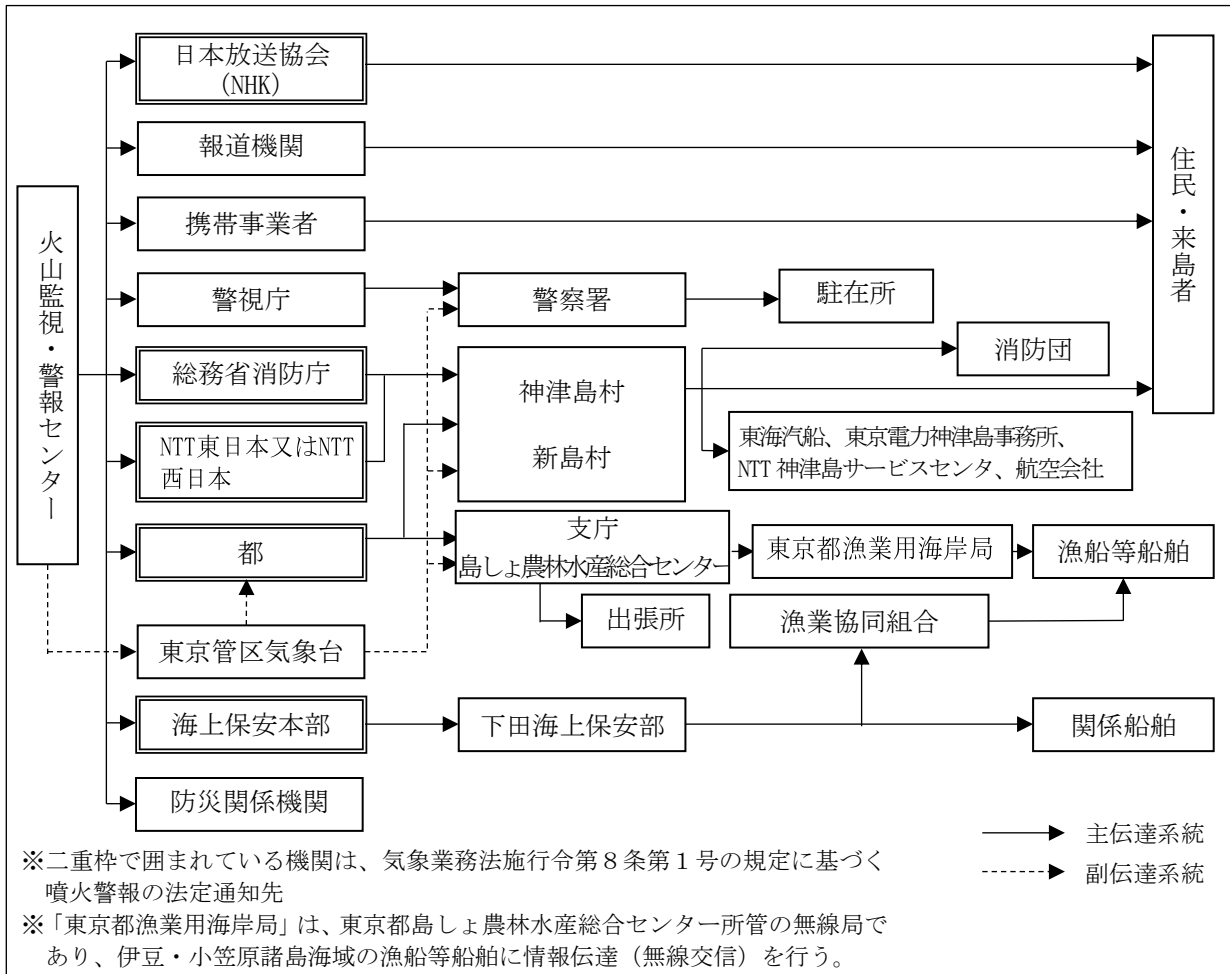 火山監視・警報センター
日本放送協会
(NHK)
報道機関
携帯事業者
警視庁
総務省消防庁
NTT東日本又はNTT
西日本
都
東京管区気象台
海上保安本部
防災関係機関
警察署
駐在所
神津島村
新島村
消防団
東海汽船、東京電力神津島事務所、
NTT 神津島サービスセンタ、航空会社
支庁
島しょ農林水産総合センター
出張所
東京都漁業用海岸局
漁船等船舶
漁業協同組合
下田海上保安部
関係船舶
住民・来島者
主伝達系統
副伝達系統
※二重枠で囲まれている機関は、気象業務法施行令第８条第１号の規定に基づく
噴火警報の法定通知先
※「東京都漁業用海岸局」は、東京都島しょ農林水産総合センター所管の無線局で
あり、伊豆・小笠原諸島海域の漁船等船舶に情報伝達（無線交信）を行う。